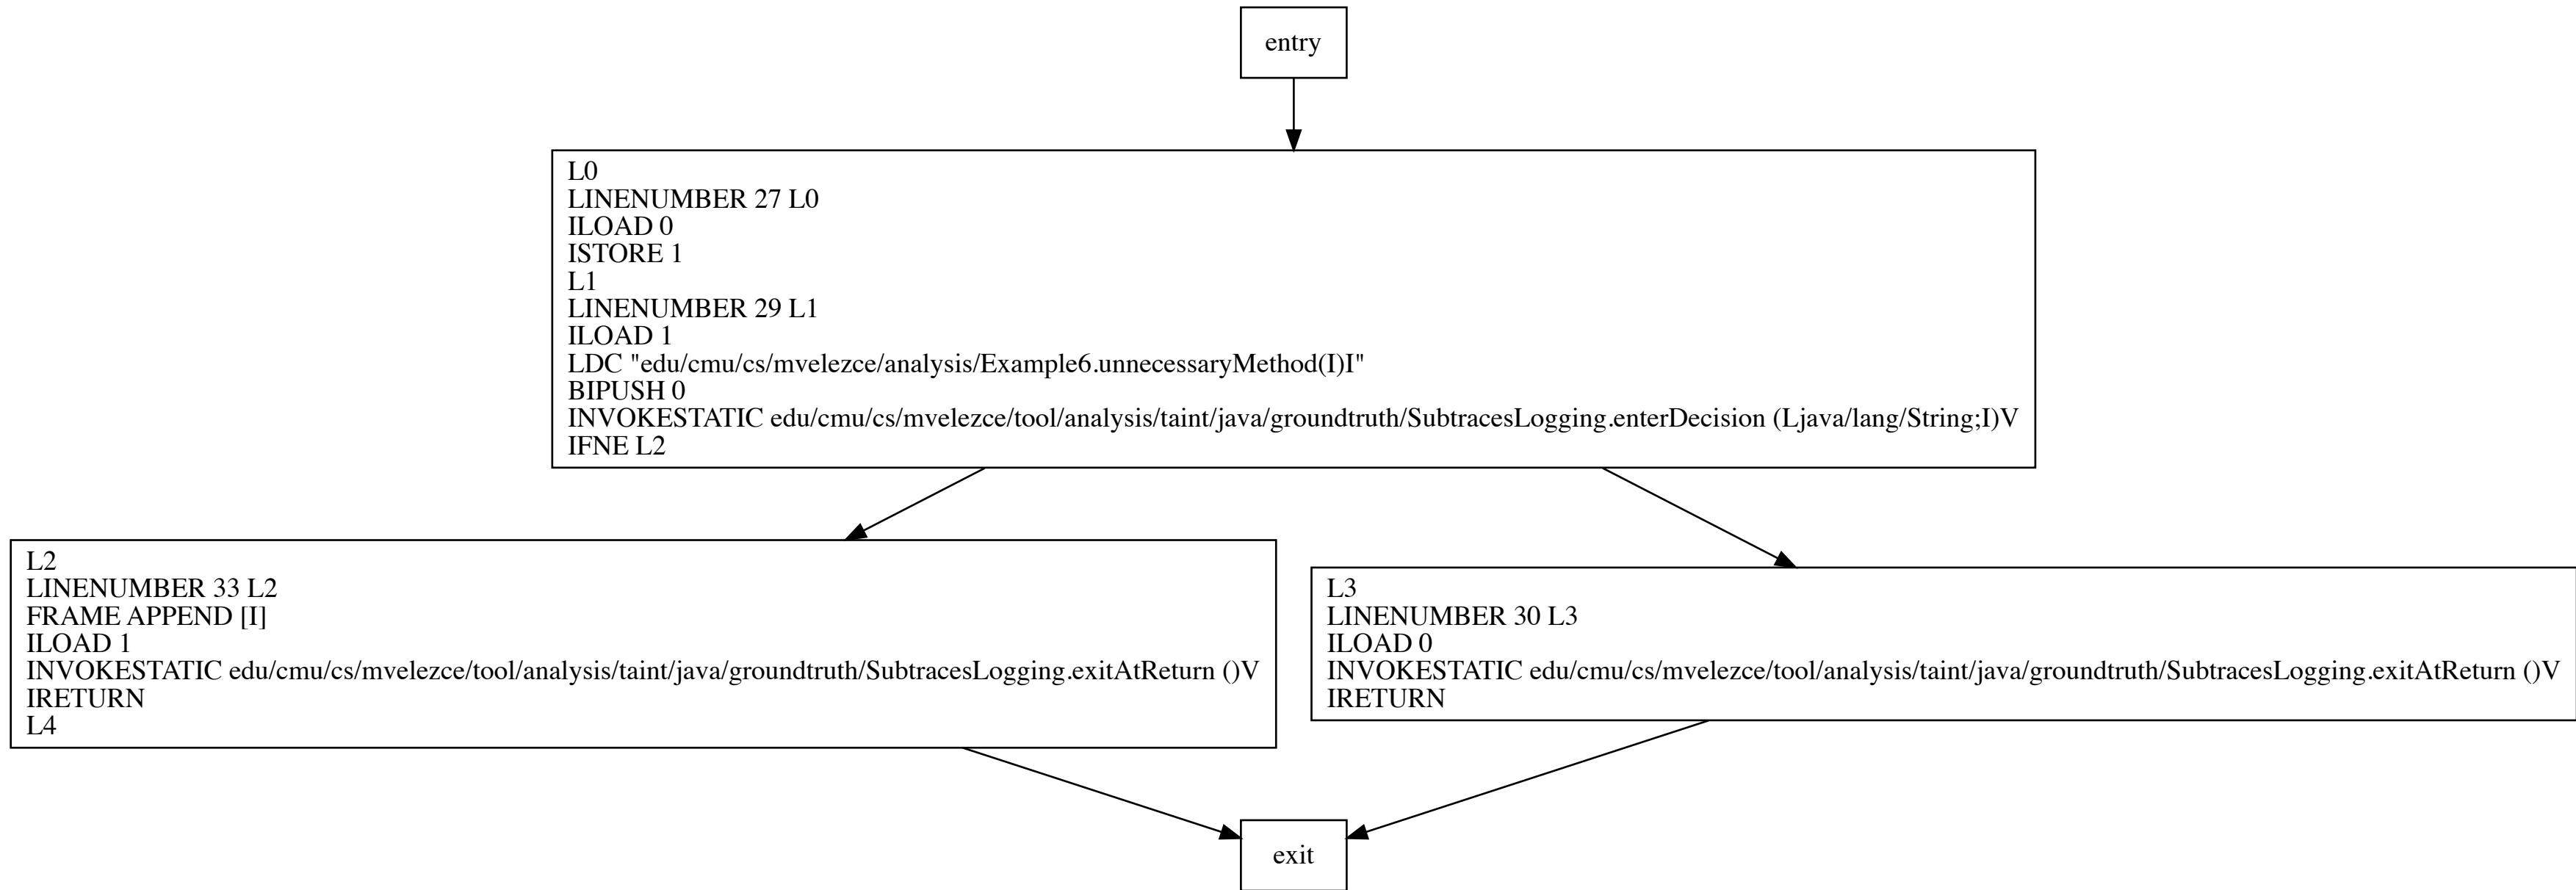 entry
L0
LINENUMBER 27 L0
ILOAD 0
ISTORE 1
L1
LINENUMBER 29 L1
ILOAD 1
LDC "edu/cmu/cs/mvelezce/analysis/Example6.unnecessaryMethod(I)I"
BIPUSH 0
INVOKESTATIC edu/cmu/cs/mvelezce/tool/analysis/taint/java/groundtruth/SubtracesLogging.enterDecision (Ljava/lang/String;I)V
IFNE L2
L2
LINENUMBER 33 L2
FRAME APPEND [I]
ILOAD 1
INVOKESTATIC edu/cmu/cs/mvelezce/tool/analysis/taint/java/groundtruth/SubtracesLogging.exitAtReturn ()V
IRETURN
L4
L3
LINENUMBER 30 L3
ILOAD 0
INVOKESTATIC edu/cmu/cs/mvelezce/tool/analysis/taint/java/groundtruth/SubtracesLogging.exitAtReturn ()V
IRETURN
exit